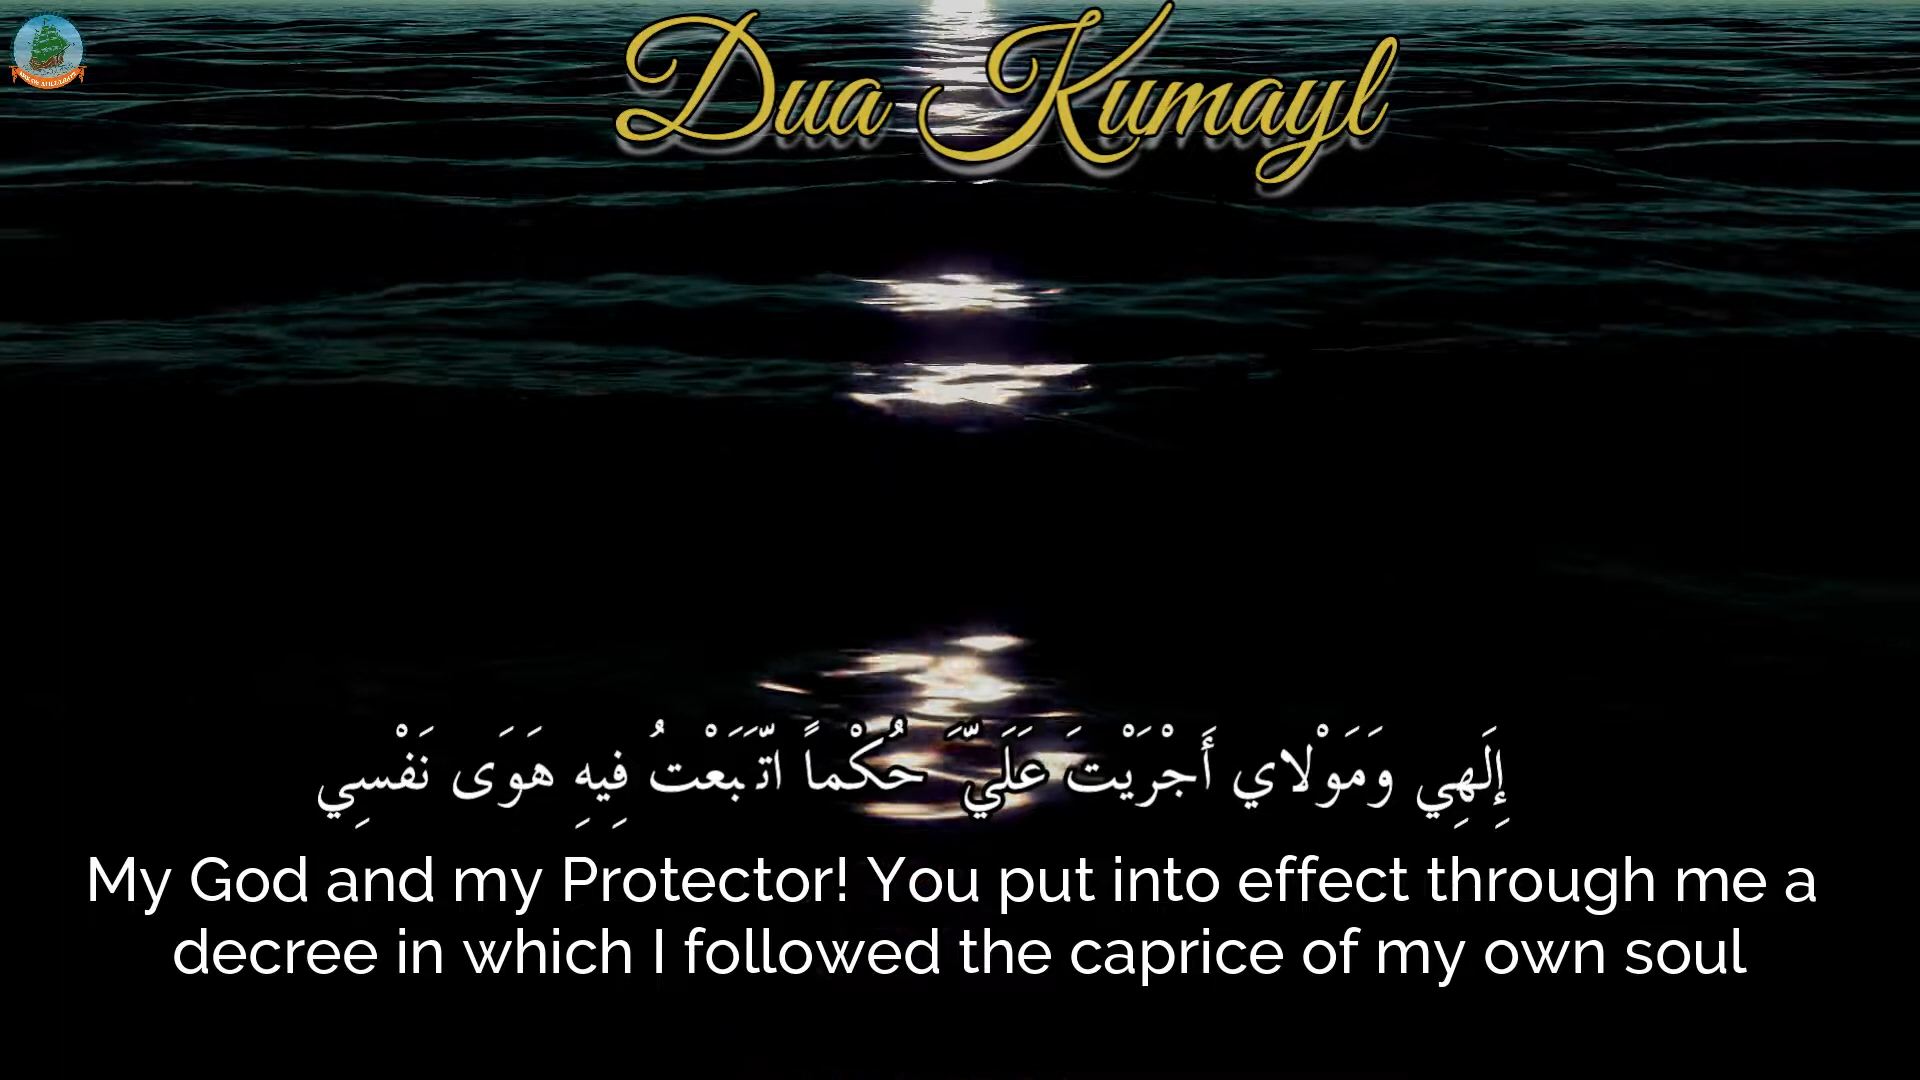 Dua Kumayl
إِلَهِي وَمَوْلاي أَجْرَيْتَ عَلَيَّ حُكْماً اتَّبَعْتُ فِيهِ هَوَى نَفْسِي
My God and my Protector! You put into effect through me a
decree in which I followed the caprice of my own soul